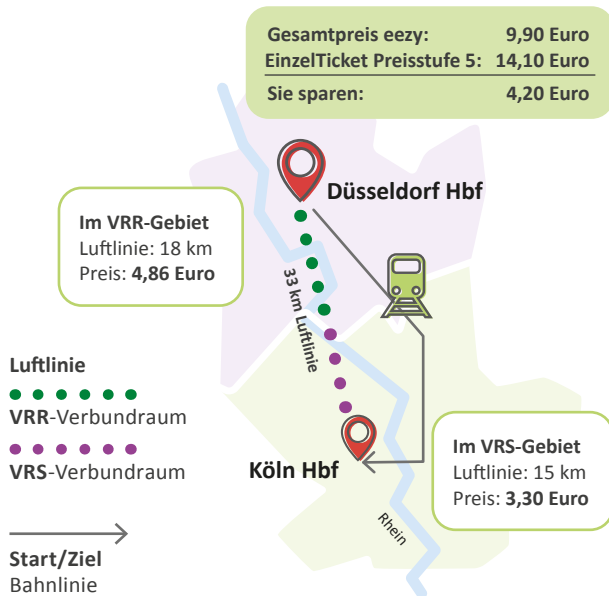 Gesamtpreis eezy: 9,90 Euro
EinzelTicket Preisstufe 5: 14,10 Euro
Sie sparen: 4,20 Euro
Düsseldorf Hbf
Im VRR-Gebiet
Luftlinie: 18 km
Preis: 4,86 Euro
33 km Luftlinie
Luftlinie
VRR-Verbundraum
VRS-Verbundraum
Köln Hbf
Im VRS-Gebiet
Luftlinie: 15 km
Preis: 3,30 Euro
Rhein
Start/Ziel
Bahnlinie